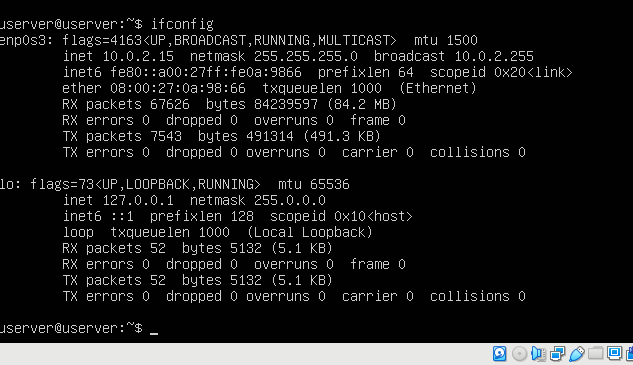 userver@userver:~$ ifconfig
enp0s3: flags=4163<UP,BROADCAST,RUNNING,MULTICAST>  mtu 1500
inet 10.0.2.15  netmask 255.255.255.0  broadcast 10.0.2.255
inet6 fe80::a00:27ff:fe0a:9866  prefixlen 64  scopeid 0x20<link>
ether 08:00:27:0a:98:66  txqueuelen 1000  (Ethernet)
RX packets 67626  bytes 84239597 (84.2 MB)
RX errors 0  dropped 0  overruns 0  frame 0
TX packets 7543  bytes 491314 (491.3 KB)
TX errors 0  dropped 0 overruns 0  carrier 0  collisions 0
lo: flags=73<UP,LOOPBACK,RUNNING>  mtu 65536
inet 127.0.0.1  netmask 255.0.0.0
inet6 ::1  prefixlen 128  scopeid 0x10<host>
loop  txqueuelen 1000  (Local Loopback)
RX packets 52  bytes 5132 (5.1 KB)
RX errors 0  dropped 0  overruns 0  frame 0
TX packets 52  bytes 5132 (5.1 KB)
TX errors 0  dropped 0 overruns 0  carrier 0  collisions 0
userver@userver:~$ _